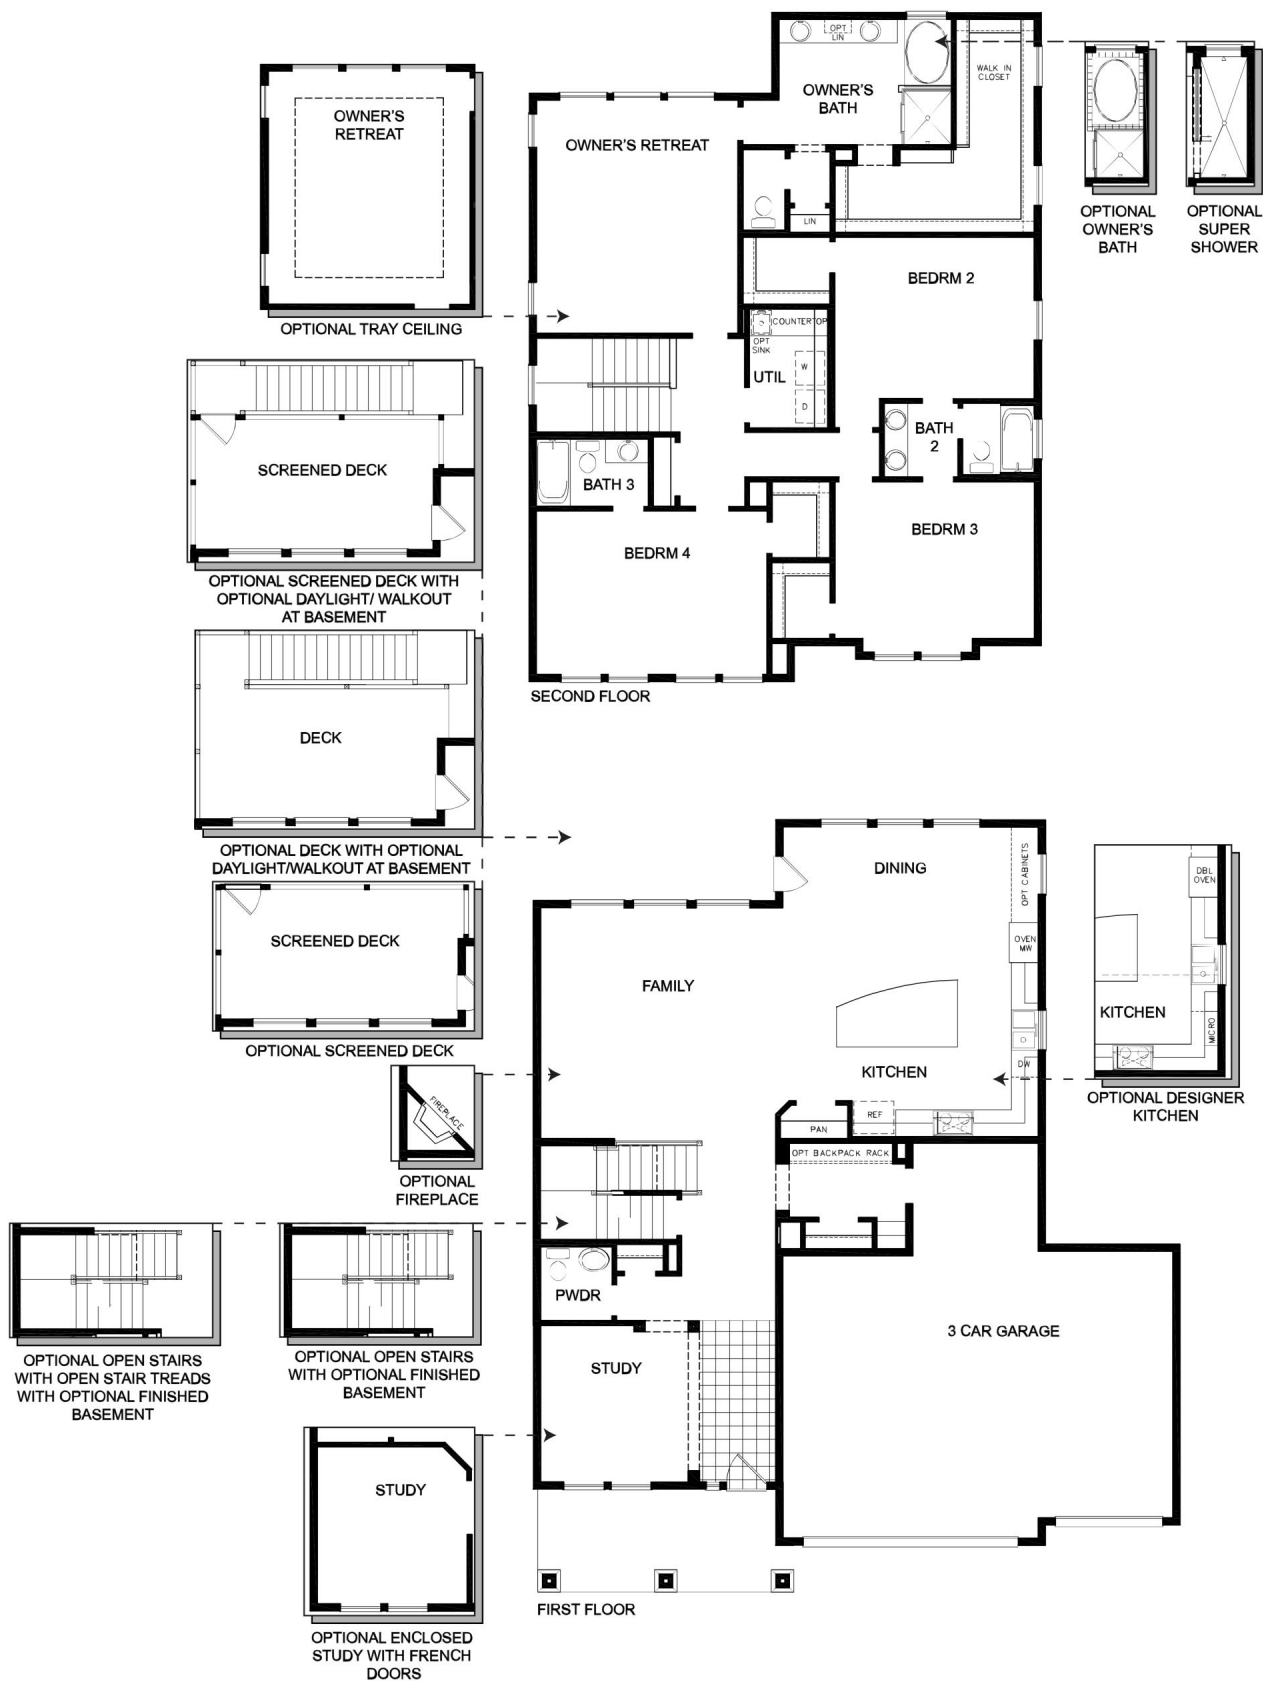 OPT
LIN
OWNER'S
BATH
WALK IN
CLOSET
OWNER'S RETREAT
LIN
BEDRM 2
COUNTERTOP
OPT
SINK
UTIL
W
D
BATH
2
BATH 3
BEDRM 4
BEDRM 3
SECOND FLOOR
OWNER'S
RETREAT
OPTIONAL TRAY CEILING
OPTIONAL
OWNER'S
BATH
OPTIONAL
SUPER
SHOWER
SCREENED DECK
OPTIONAL SCREENED DECK WITH
OPTIONAL DAYLIGHT/ WALKOUT
AT BASEMENT
DECK
OPTIONAL DECK WITH OPTIONAL
DAYLIGHT/WALKOUT AT BASEMENT
SCREENED DECK
OPTIONAL SCREENED DECK
FIREPLACE
OPTIONAL
FIREPLACE
DINING
OPT CABINETS
OVEN
MW
FAMILY
KITCHEN
DW
REF
PAN
OPT BACKPACK RACK
DBL
OVEN
KITCHEN
MICRO
OPTIONAL DESIGNER
KITCHEN
PWDR
STUDY
3 CAR GARAGE
OPTIONAL OPEN STAIRS
WITH OPEN STAIR TREADS
WITH OPTIONAL FINISHED
BASEMENT
OPTIONAL OPEN STAIRS
WITH OPTIONAL FINISHED
BASEMENT
STUDY
OPTIONAL ENCLOSED
STUDY WITH FRENCH
DOORS
FIRST FLOOR